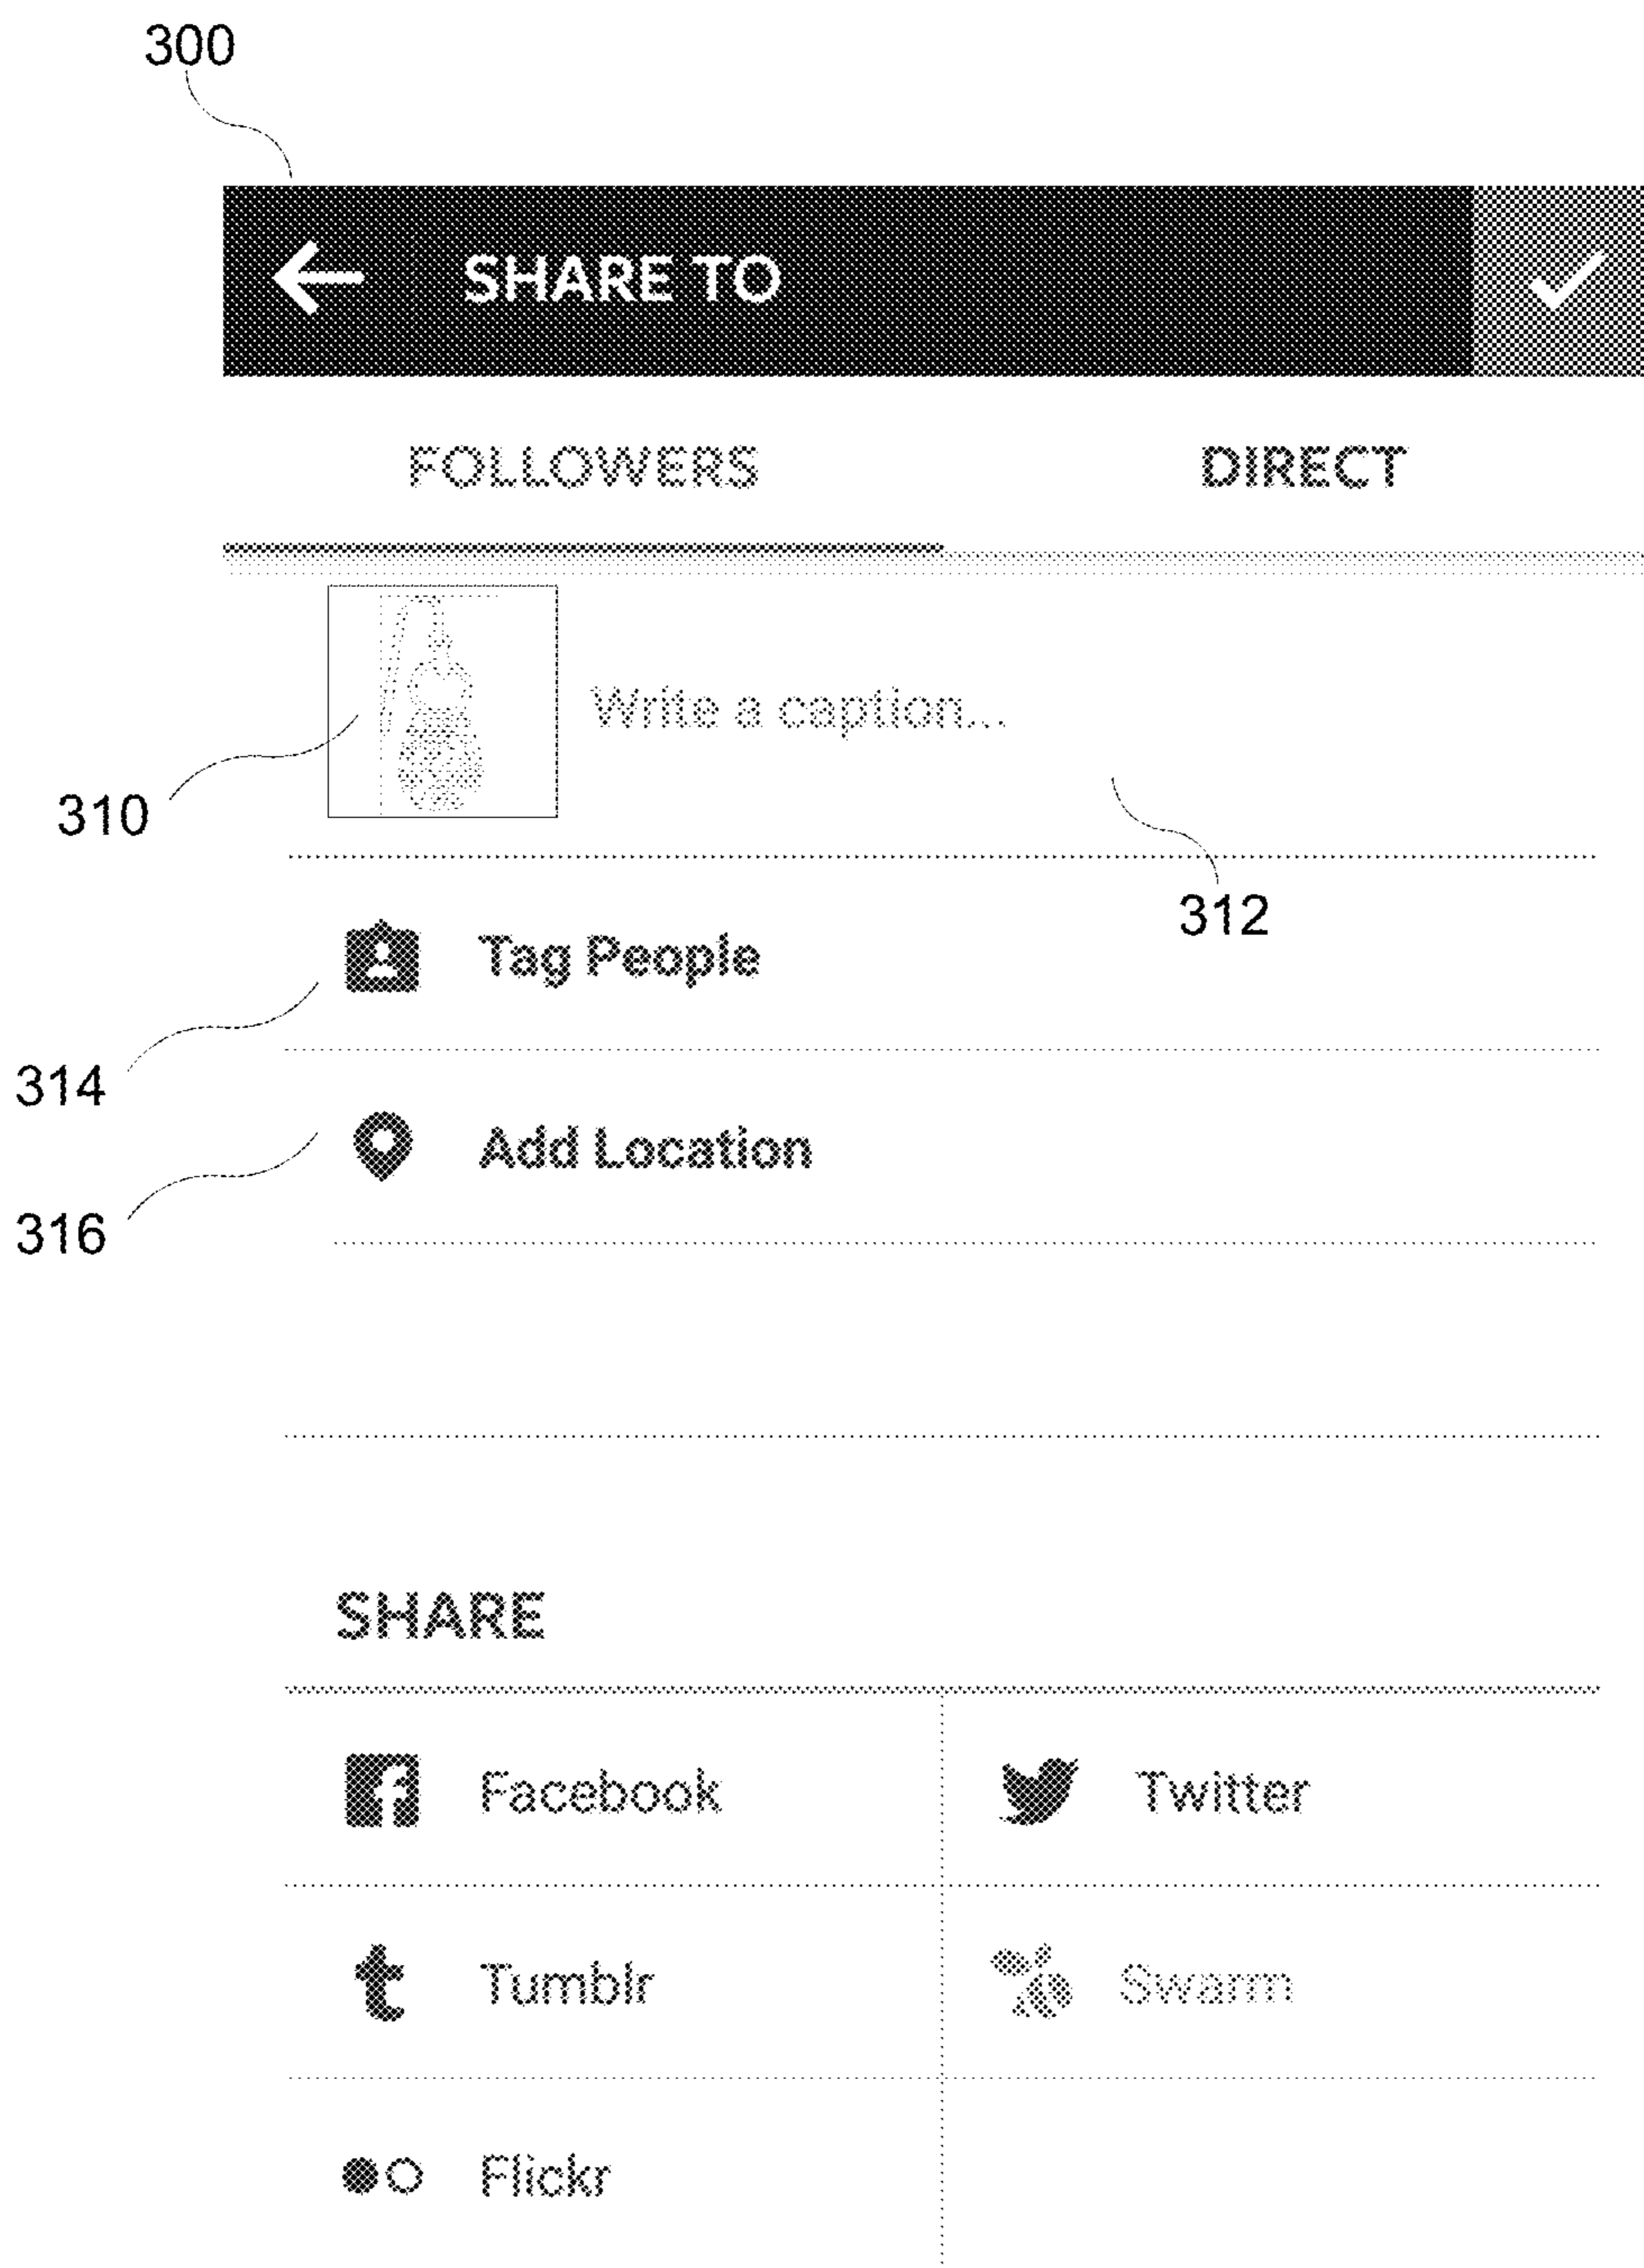 300
SHARE TO
FOLLOWERS DIRECT
Write a caption...
310
312
Tag People
314
Add Location
316
SHARE
Facebook Twitter
Tumblr Swarm
Flickr